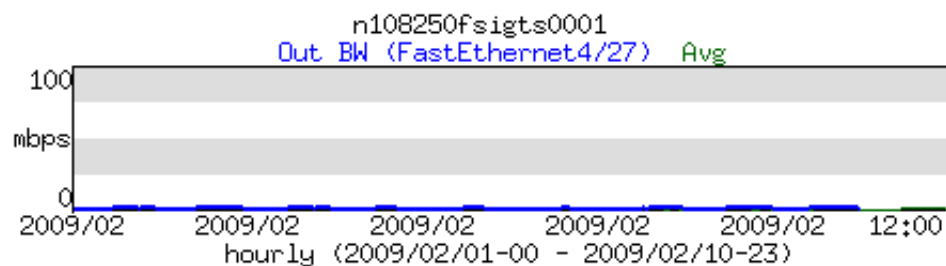 n108250fsigts0001
Out BW (FastEthernet4/27) Avg
100
mbps
0
2009/02 2009/02 2009/02 2009/02 2009/02 12:00
hourly (2009/02/01-00 - 2009/02/10-23)